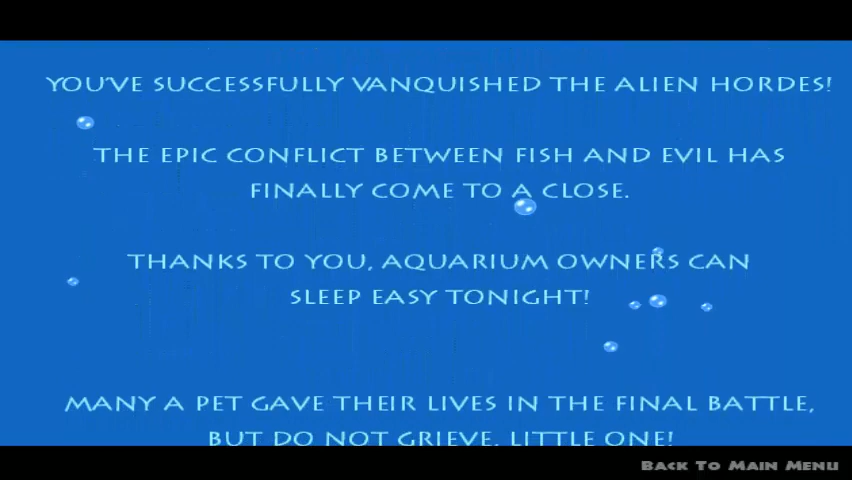 YOU'VE SUCCESSFULLY VANQUISHED THE ALIEN HORDES!
THE EPIC CONFLICT BETWEEN FISH AND EVIL HAS
FINALLY COME TO A CLOSE.
THANKS TO YOU, AQUARIUM OWNERS CAN
SLEEP EASY TONIGHT!
MANY A PET GAVE THEIR LIVES IN THE FINAL BATTLE,
BUT DO NOT GRIEVE, LITTLE ONE!
Back To Main Menu